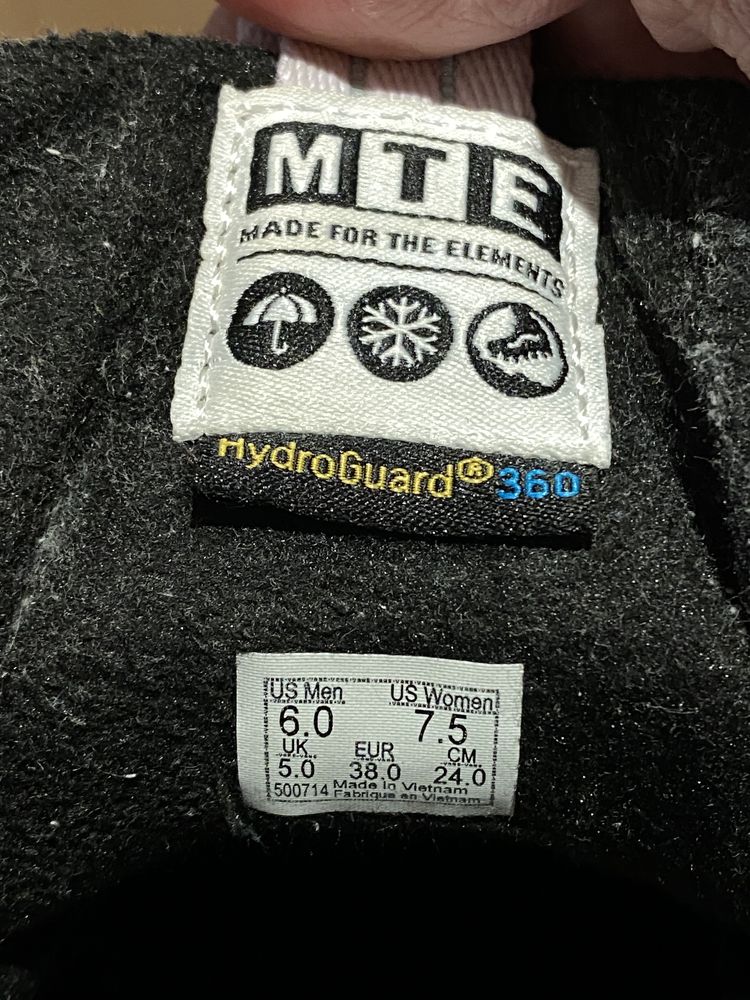 MTE
MADE FOR THE ELEMENTS
HydroGuard® 360
US Men US Women
6.0 7.5
UK EUR CM
5.0 38.0 24.0
500714 Made in Vietnam
Fabriqué en Vietnam